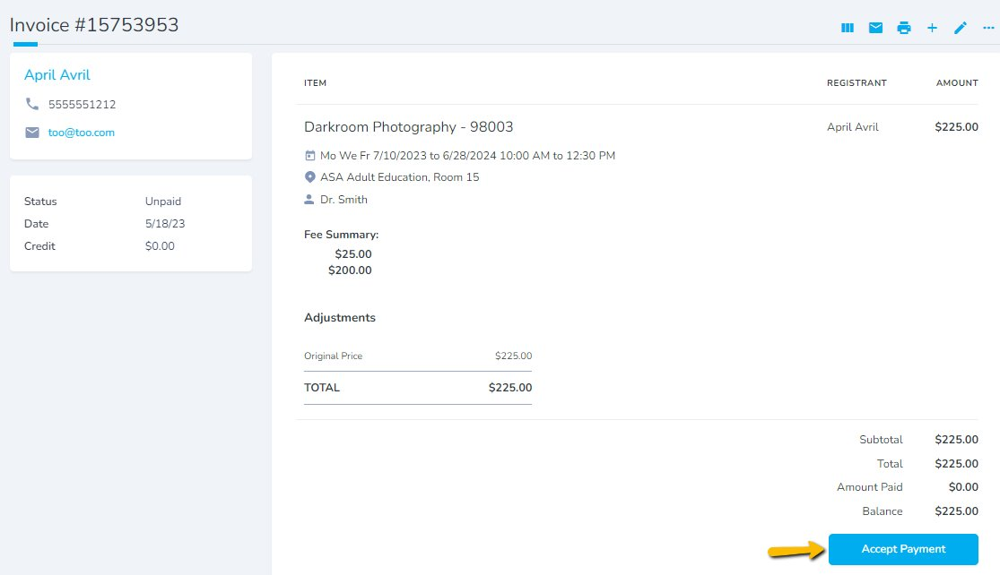 Invoice #15753953
April Avril
5555551212
too@too.com
Status Unpaid
Date 5/18/23
Credit $0.00
ITEM REGISTRANT AMOUNT
Darkroom Photography - 98003 April Avril $225.00
Mo We Fr 7/10/2023 to 6/28/2024 10:00 AM to 12:30 PM
ASA Adult Education, Room 15
Dr. Smith
Fee Summary:
$25.00
$200.00
Adjustments
Original Price $225.00
TOTAL $225.00
Subtotal $225.00
Total $225.00
Amount Paid $0.00
Balance $225.00
Accept Payment